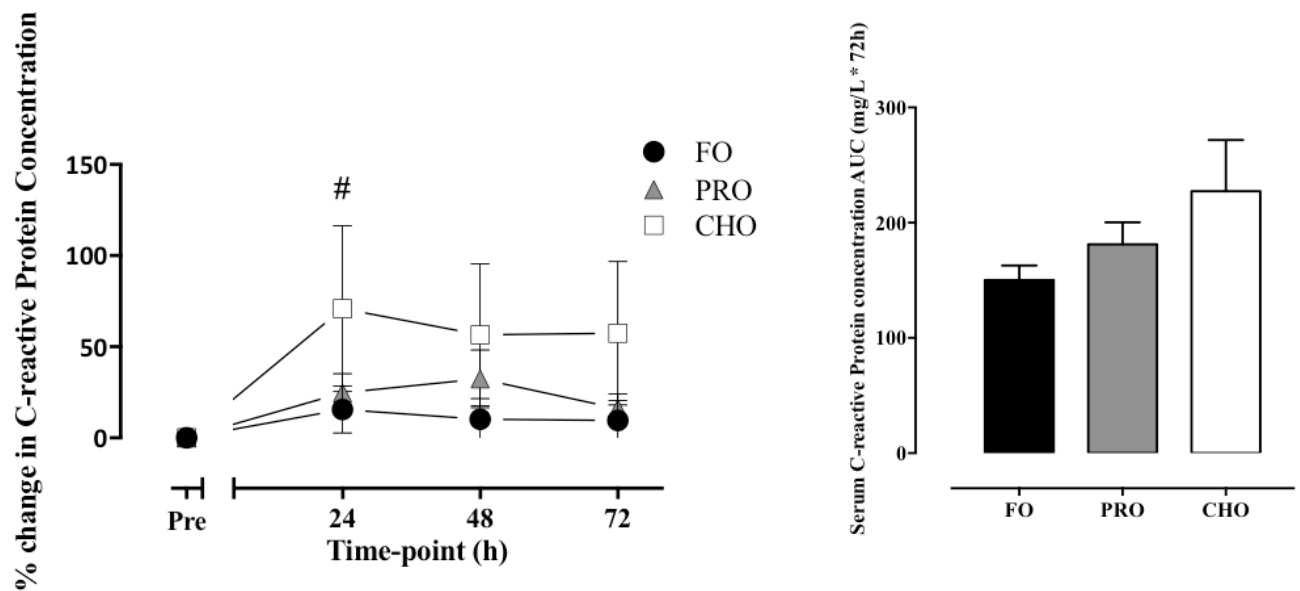 % change in C-reactive Protein Concentration
150
100
50
0
#
FO
PRO
CHO
Pre
24
48
72
Time-point (h)
Serum C-reactive Protein concentration AUC (mg/L * 72h)
300
200
100
0
FO
PRO
CHO